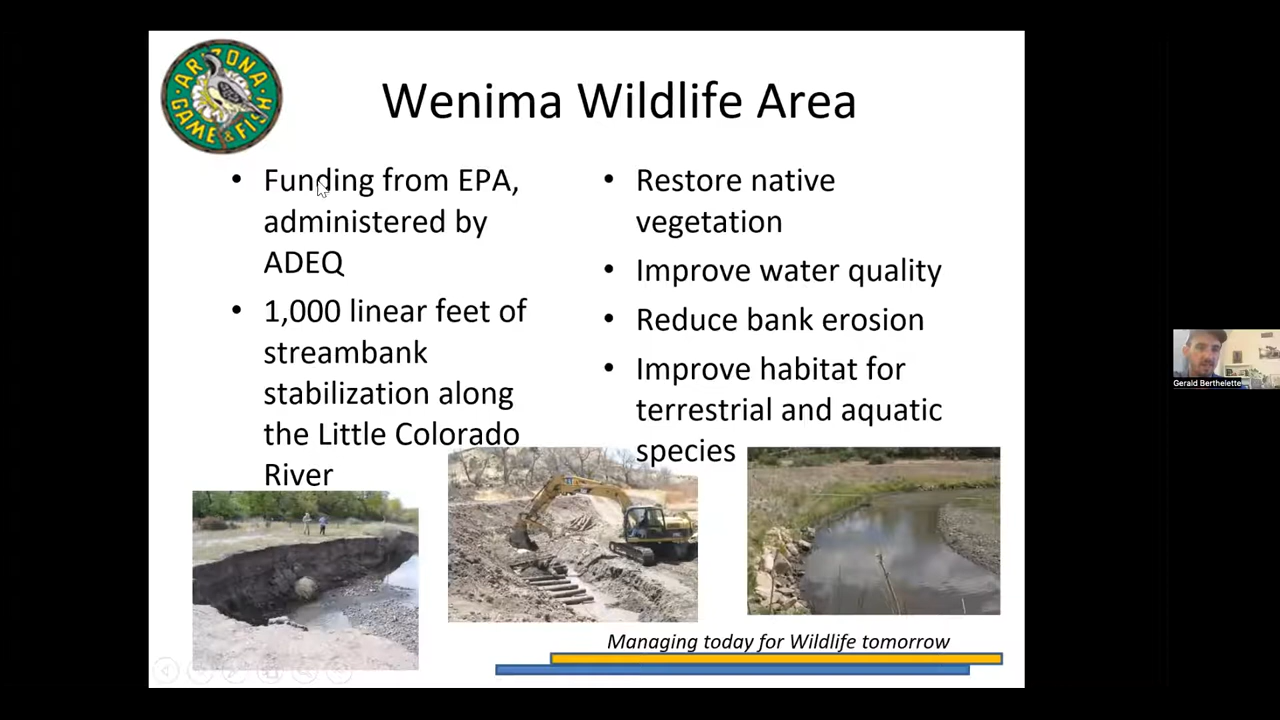 ARIZONA
GAME & FISH
Wenima Wildlife Area
• Funding from EPA,
administered by
ADEQ
• 1,000 linear feet of
streambank
stabilization along
the Little Colorado
River
• Restore native
vegetation
• Improve water quality
• Reduce bank erosion
• Improve habitat for
terrestrial and aquatic
species
Managing today for Wildlife tomorrow
Gerald Berthelette